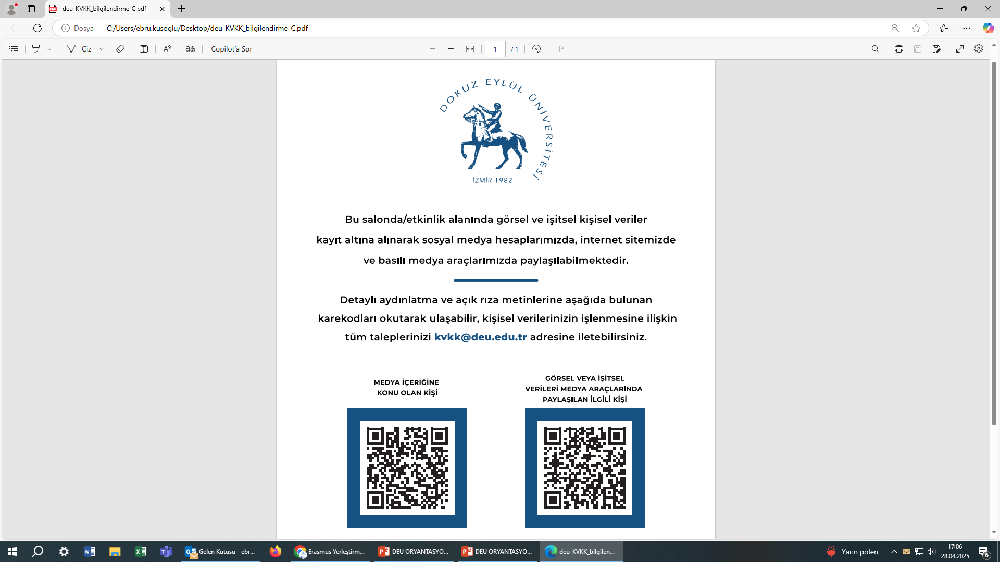 deu-KVKK_bilgilendirme-C.pdf
Dosya
C:/Users/ebru.kusoglu/Desktop/deu-KVKK_bilgilendirme-C.pdf
Çiz
Copilot'a Sor
1
/ 1
DOKUZ EYLÜL ÜNİVERSİTESİ
İZMİR-1982
Bu salonda/etkinlik alanında görsel ve işitsel kişisel veriler
kayıt altına alınarak sosyal medya hesaplarımızda, internet sitemizde
ve basılı medya araçlarımızda paylaşılabilmektedir.
Detaylı aydınlatma ve açık rıza metinlerine aşağıda bulunan
karekodları okutarak ulaşabilir, kişisel verilerinizin işlenmesine ilişkin
tüm taleplerinizi kvkk@deu.edu.tr adresine iletebilirsiniz.
MEDYA İÇERİĞİNE
KONU OLAN KİŞİ
GÖRSEL VEYA İŞİTSEL
VERİLERİ MEDYA ARAÇLARINDA
PAYLAŞILAN İLGİLİ KİŞİ
Gelen Kutusu - ebr...
Erasmus Yerleştirm...
DEU ORYANTASYO...
DEU ORYANTASYO...
deu-KVKK_bilgilen...
Yarın polen
17:06
28.04.2025
6